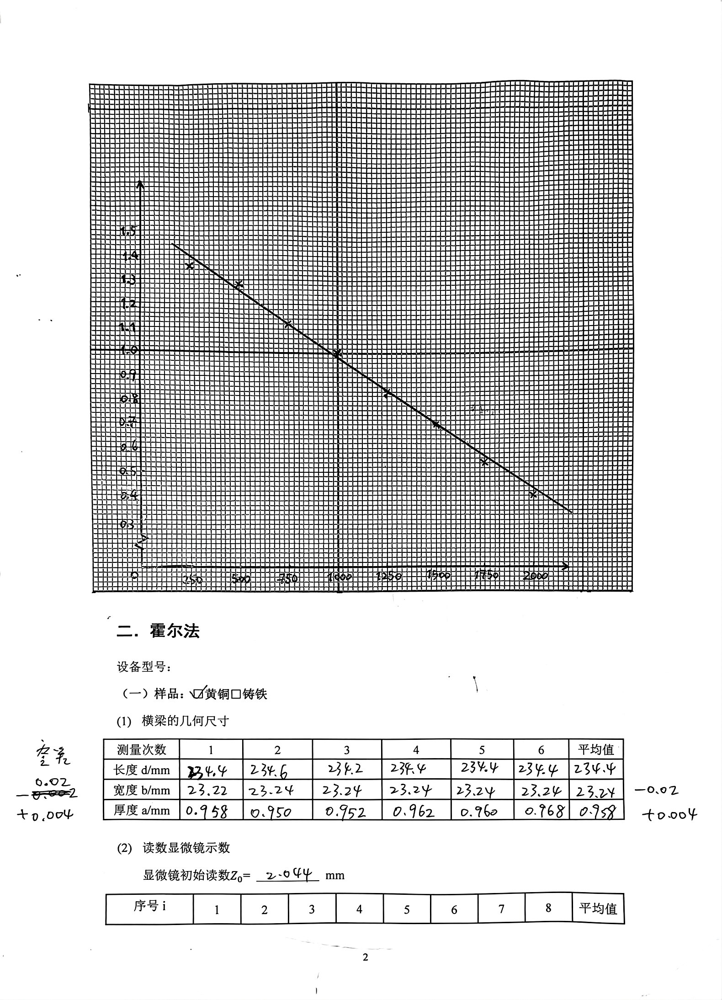 1.5
1.4
1.3
1.2
1.1
1.0
0.9
0.8
0.7
0.6
0.5
0.4
0.3
0 250 500 750 1000 1250 1500 1750 2000
二. 霍尔法
设备型号:
（一）样品: ☑黄铜□铸铁
(1) 横梁的几何尺寸
测量次数 1 2 3 4 5 6 平均值
长度 d/mm 234.4 234.6 234.2 234.4 234.4 234.4 234.4
0.02
宽度 b/mm 23.22 23.24 23.24 23.24 23.24 23.24 23.24 -0.02
+0.004 厚度 a/mm 0.958 0.950 0.952 0.962 0.960 0.968 0.958 +0.004
(2) 读数显微镜示数
显微镜初始读数Z₀= 2.044 mm
序号 i 1 2 3 4 5 6 7 8 平均值
2